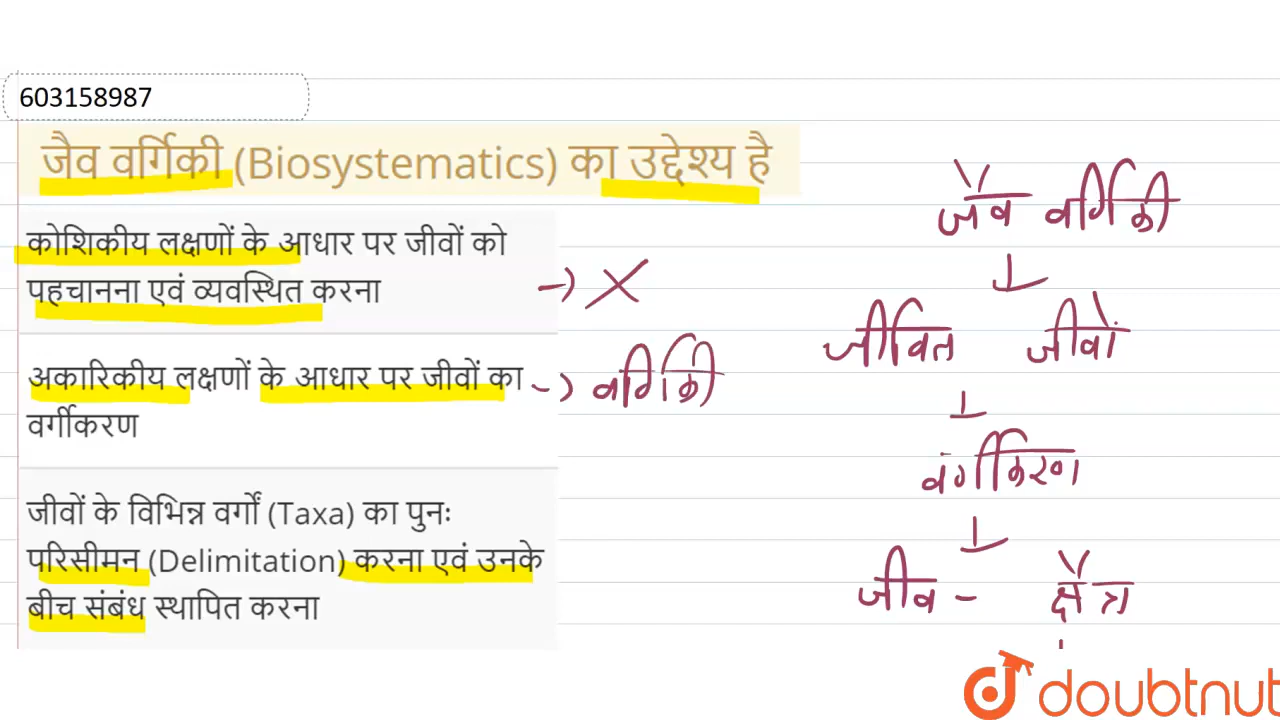 603158987
जैव वर्गिकी (Biosystematics) का उद्देश्य है
कोशिकीय लक्षणों के आधार पर जीवों को
पहचानना एवं व्यवस्थित करना
अकारिकीय लक्षणों के आधार पर जीवों का
वर्गीकरण
जीवों के विभिन्न वर्गों (Taxa) का पुनः
परिसीमन (Delimitation) करना एवं उनके
बीच संबंध स्थापित करना
→ X
→ वर्गिकी
जैव वर्गिकी
जीवित जीवों
वर्गीकरण
जीव - क्षेत्र
doubtnut